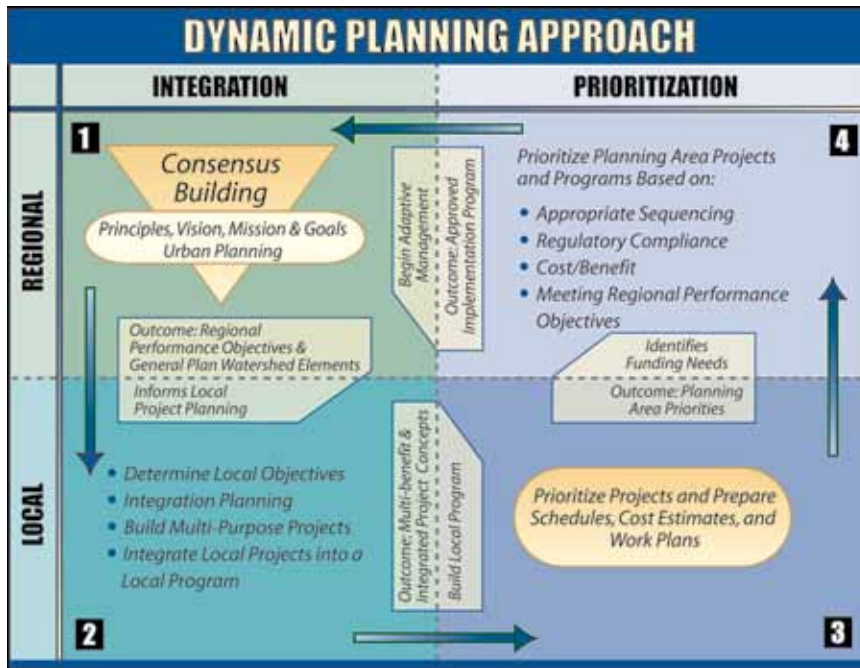 DYNAMIC PLANNING APPROACH
INTEGRATION
PRIORITIZATION
REGIONAL
LOCAL
1
Consensus
Building
Principles, Vision, Mission & Goals
Urban Planning
Outcome: Regional
Performance Objectives &
General Plan Watershed Elements
Informs Local
Project Planning
• Determine Local Objectives
• Integration Planning
• Build Multi-Purpose Projects
• Integrate Local Projects into a
Local Program
2
Outcome: Multi-benefit &
Integrated Project Concepts
Build Local Program
Prioritize Projects and Prepare
Schedules, Cost Estimates, and
Work Plans
3
Identifies
Funding Needs
Outcome: Planning
Area Priorities
4
Prioritize Planning Area Projects
and Programs Based on:
• Appropriate Sequencing
• Regulatory Compliance
• Cost/Benefit
• Meeting Regional Performance
Objectives
Begin Adaptive
Management
Outcome: Approved
Implementation Program